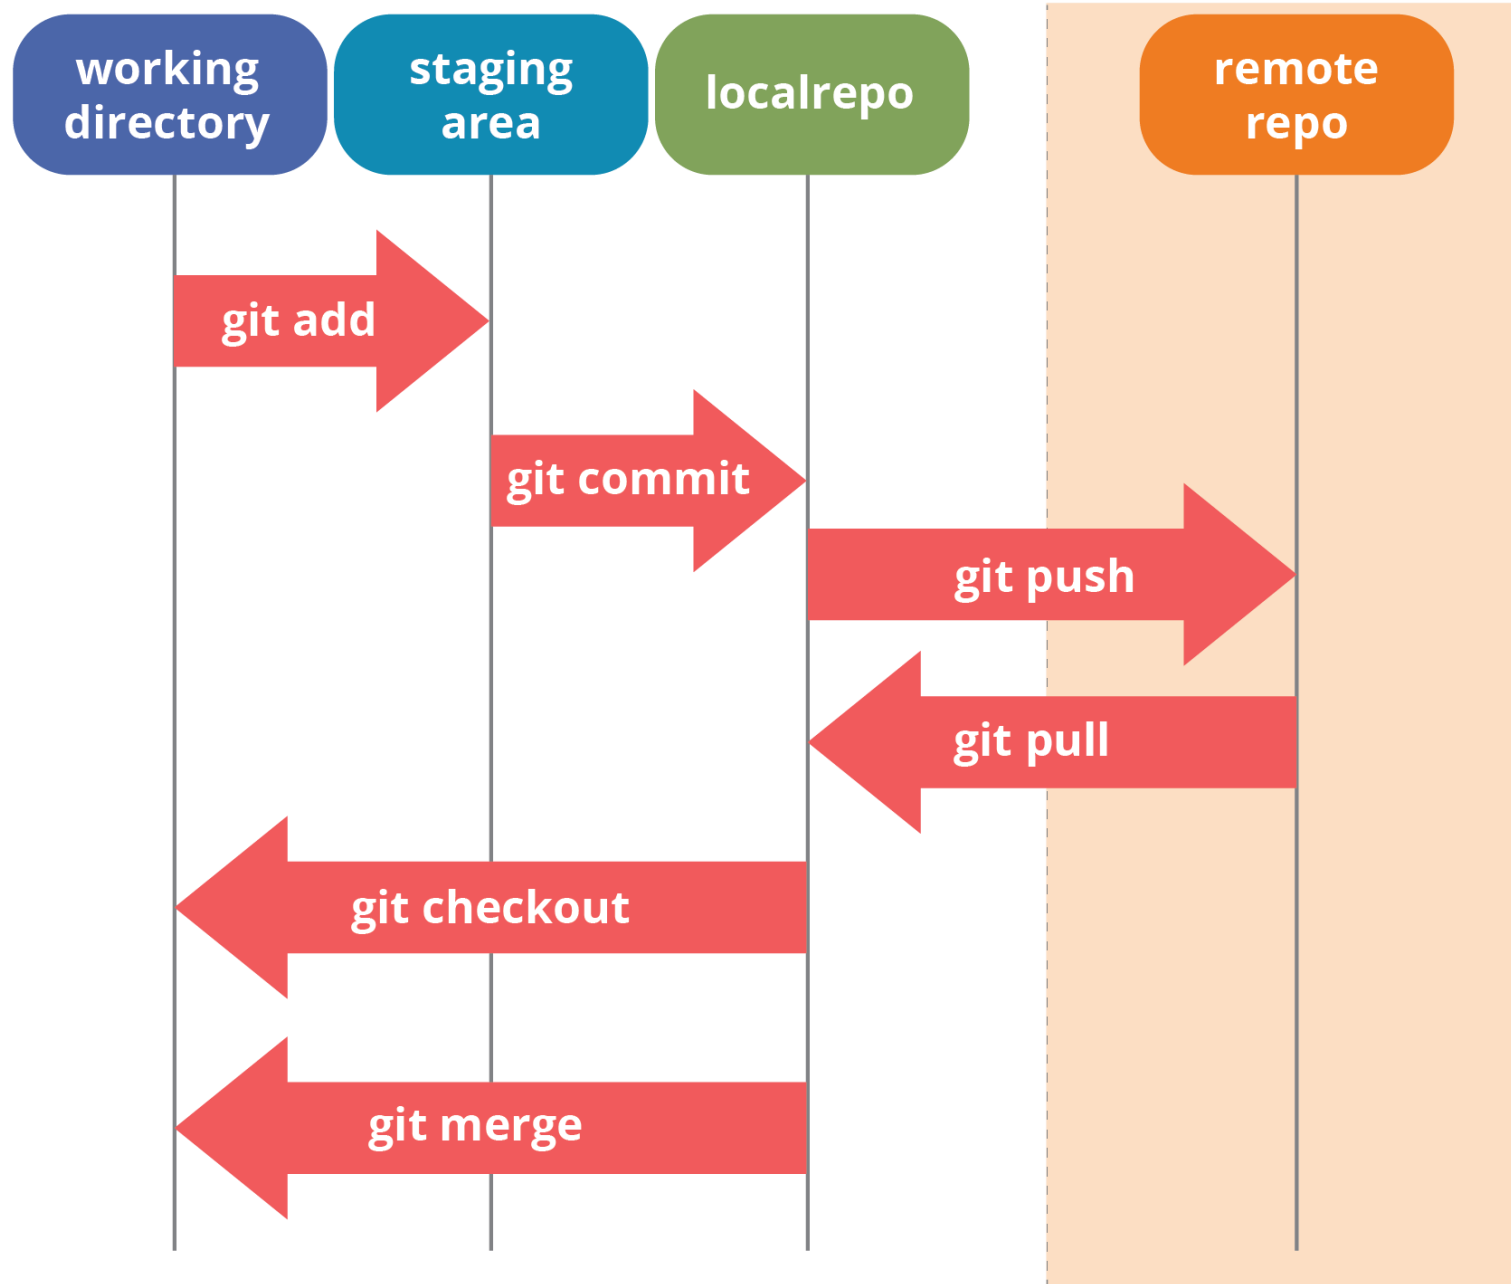 working
directory
staging
area
localrepo
remote
repo
git add
git commit
git push
git pull
git checkout
git merge